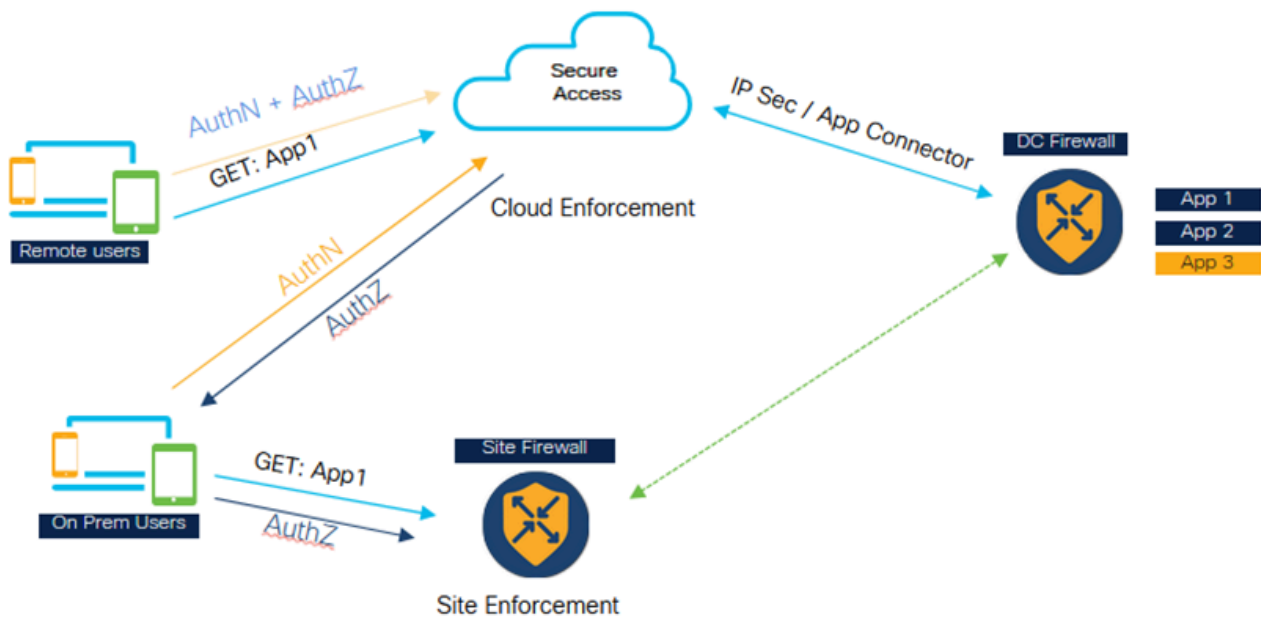 Secure
Access
AuthN + AuthZ
GET: App1
IP Sec / App Connector
DC Firewall
App 1
App 2
App 3
Remote users
Cloud Enforcement
AuthN
AuthZ
On Prem Users
GET: App1
AuthZ
Site Firewall
Site Enforcement